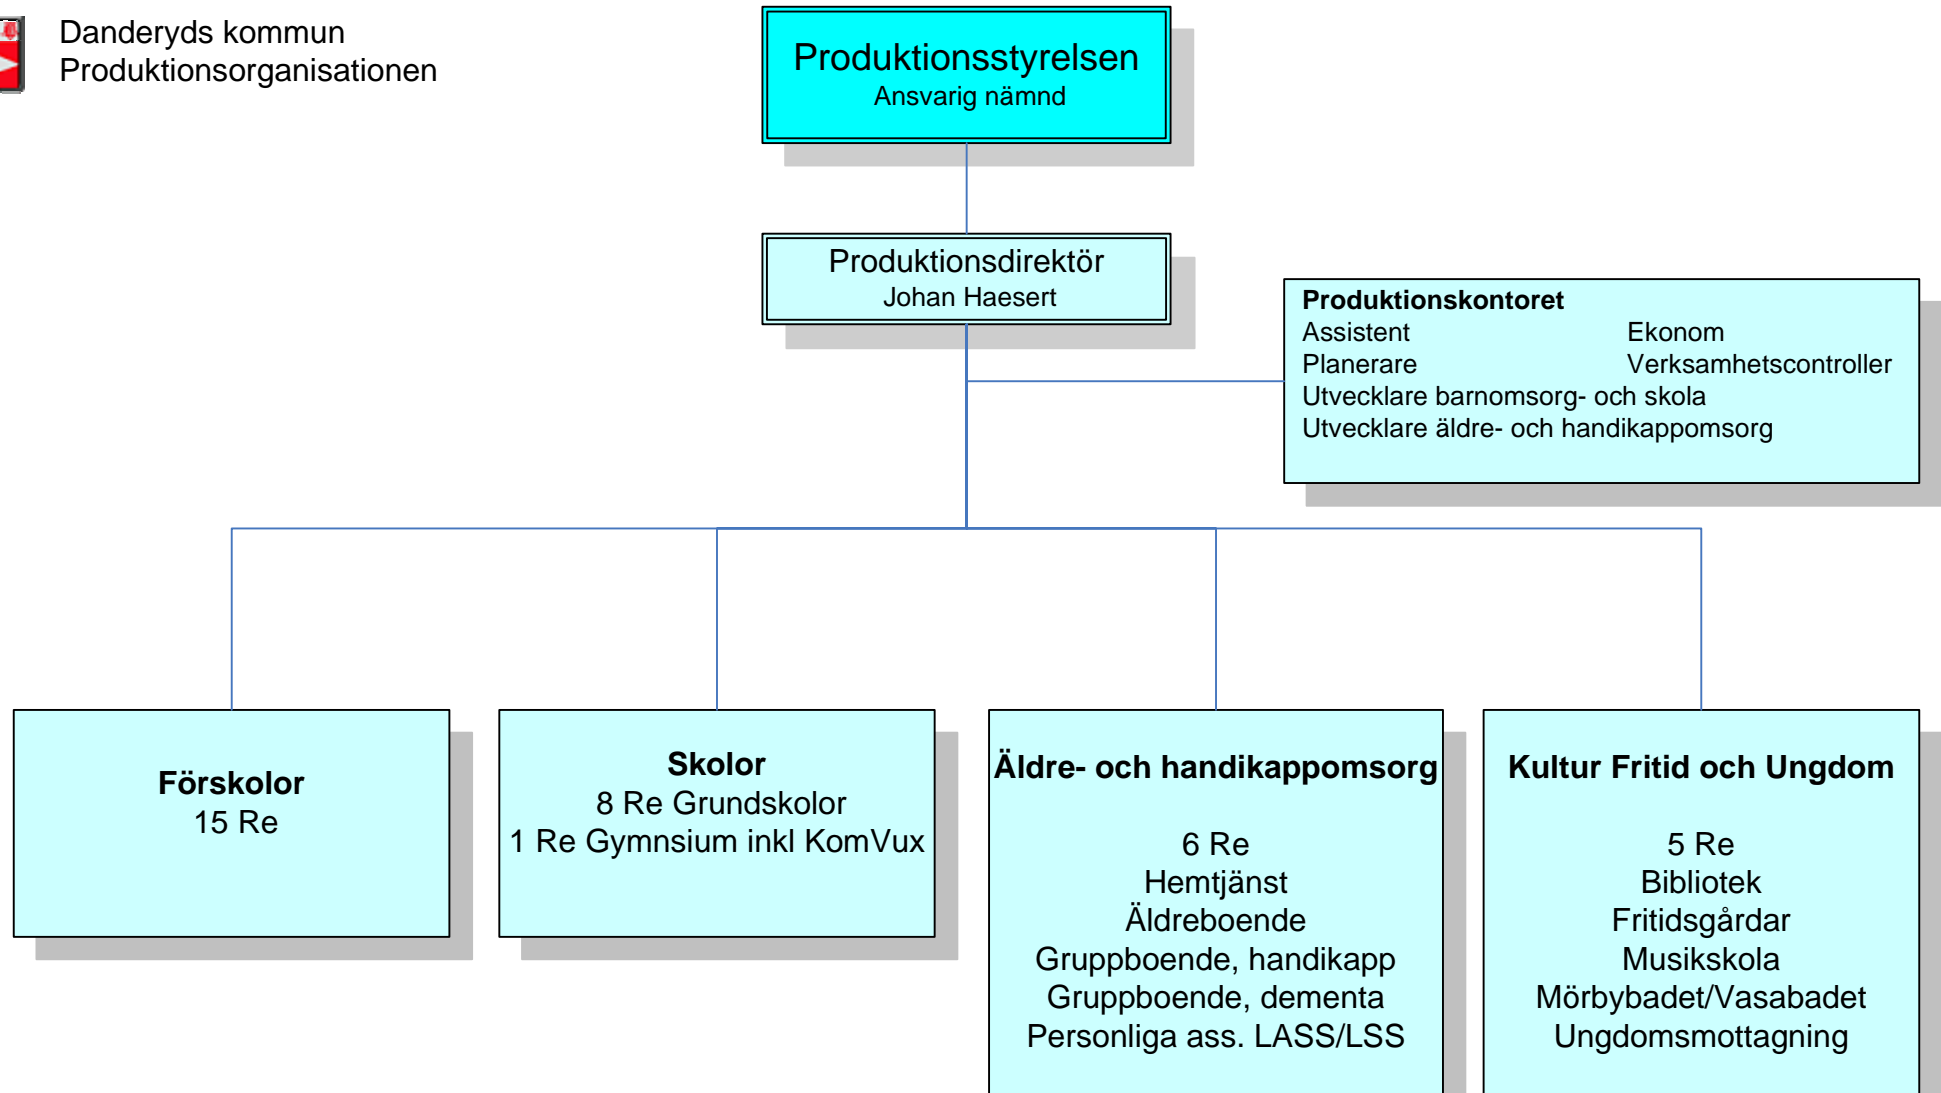 Danderyds kommun
Produktionsorganisationen
Produktionsstyrelsen
Ansvarig nämnd
Produktionsdirektör
Johan Haesert
Produktionskontoret
Assistent Ekonom
Planerare Verksamhetscontroller
Utvecklare barnomsorg- och skola
Utvecklare äldre- och handikappomsorg
Förskolor
15 Re
Skolor
8 Re Grundskolor
1 Re Gymnsium inkl KomVux
Äldre- och handikappomsorg
6 Re
Hemtjänst
Äldreboende
Gruppboende, handikapp
Gruppboende, dementa
Personliga ass. LASS/LSS
Kultur Fritid och Ungdom
5 Re
Bibliotek
Fritidsgårdar
Musikskola
Mörbybadet/Vasabadet
Ungdomsmottagning